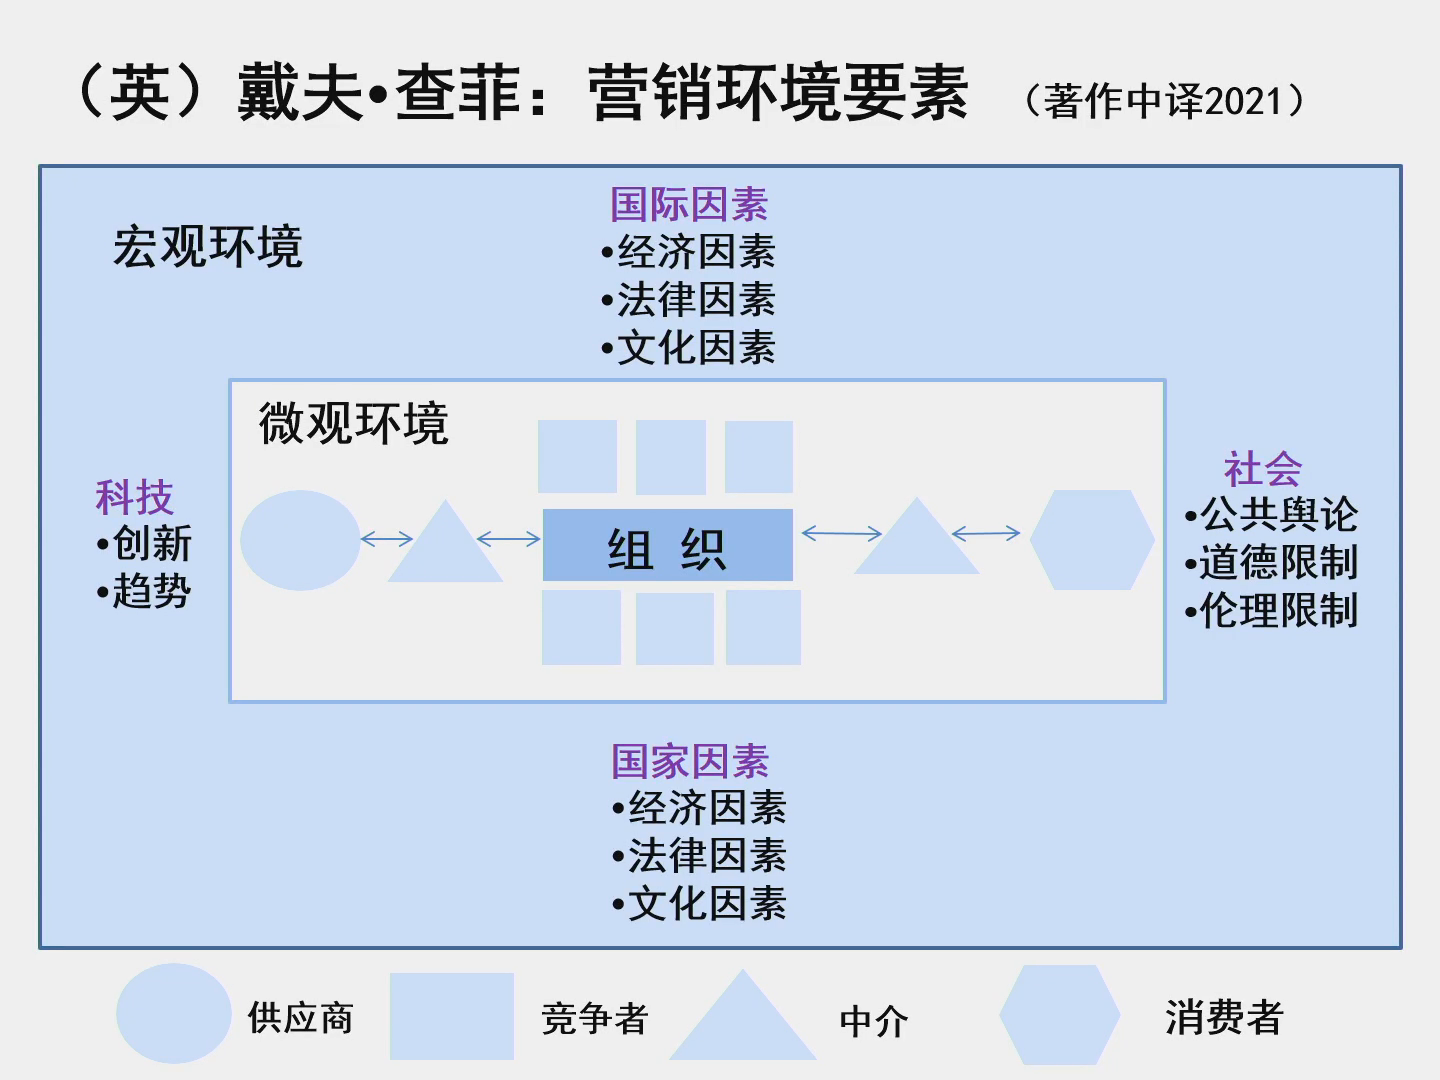 （英）戴夫•查菲：营销环境要素 （著作中译2021）
宏观环境
国际因素
•经济因素
•法律因素
•文化因素
微观环境
科技
•创新
•趋势
组 织
社会
•公共舆论
•道德限制
•伦理限制
国家因素
•经济因素
•法律因素
•文化因素
供应商
竞争者
中介
消费者